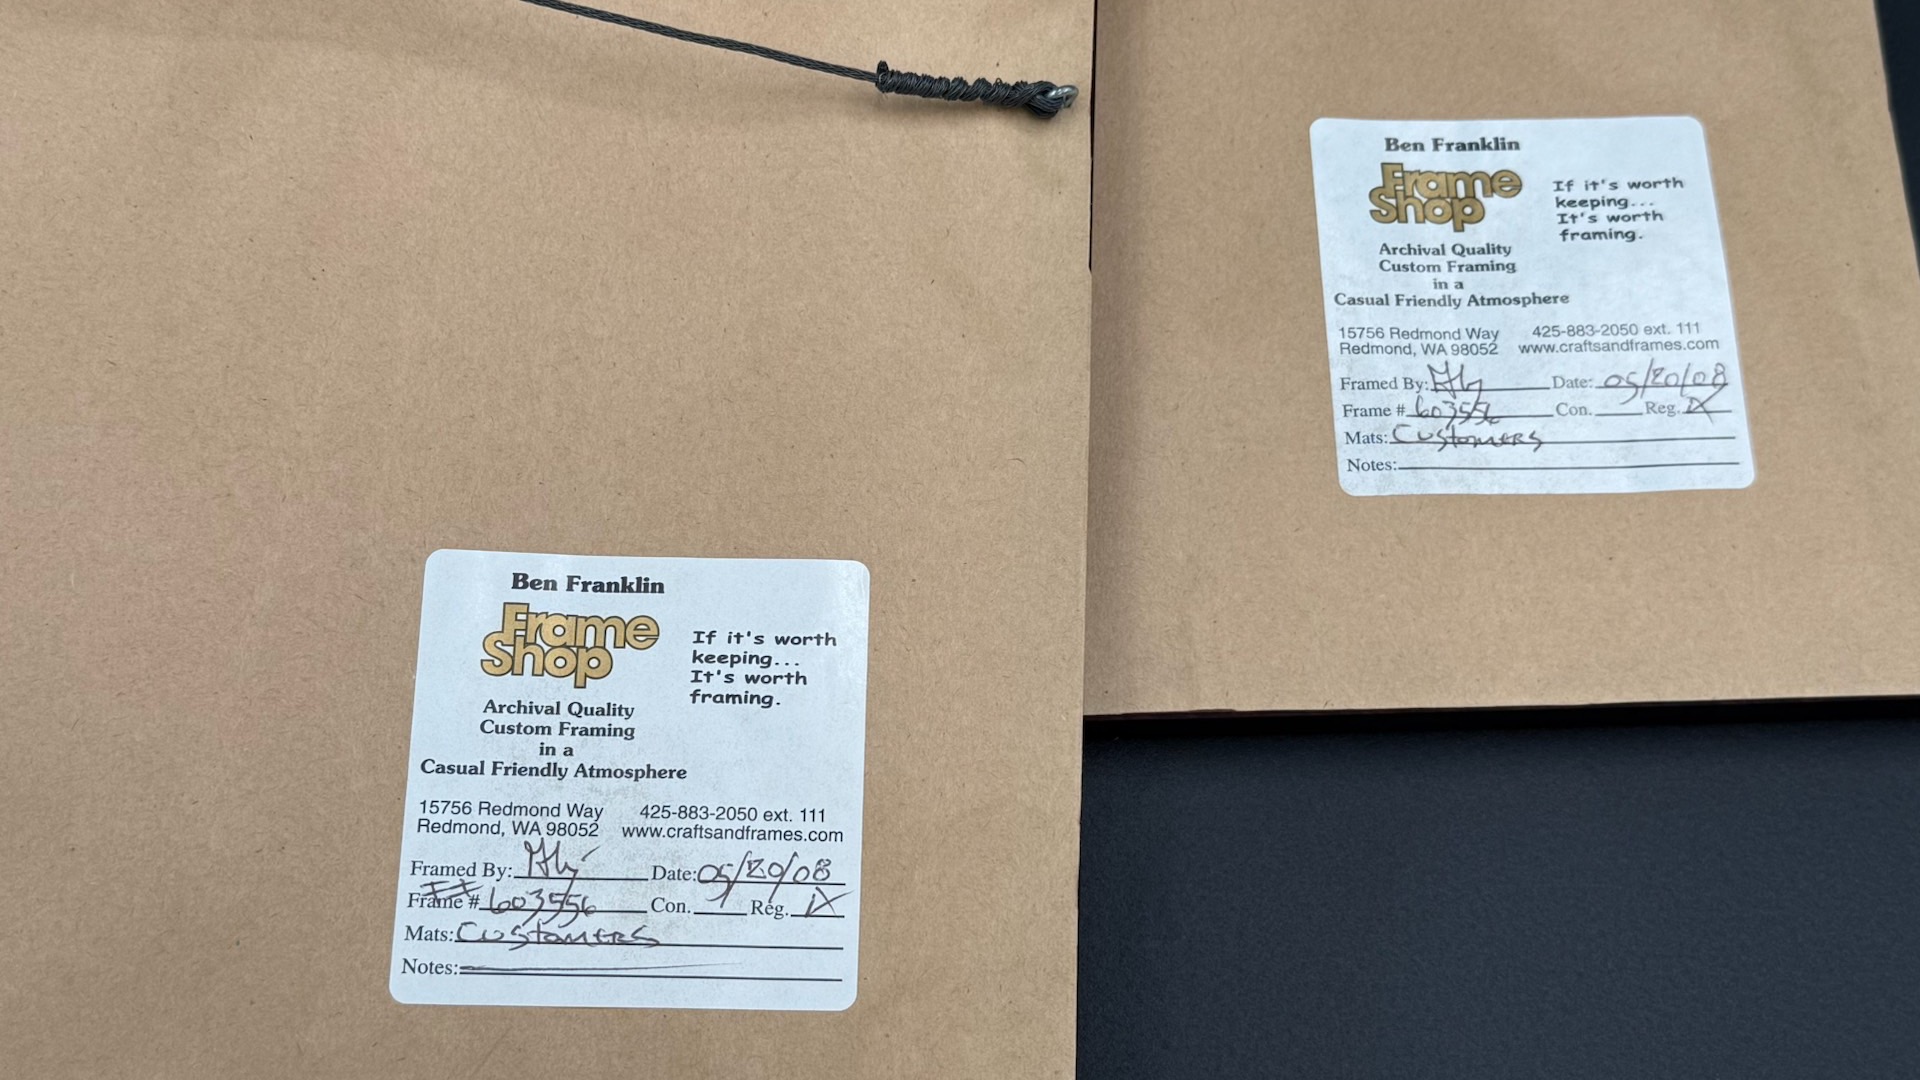 Ben Franklin
Frame
Shop
If it's worth
keeping...
It's worth
framing.
Archival Quality
Custom Framing
in a
Casual Friendly Atmosphere
15756 Redmond Way 425-883-2050 ext. 111
Redmond, WA 98052 www.craftsandframes.com
Framed By: Date: 05/20/08
Frame # 603556 Con. Reg. X
Mats: Customers
Notes:
Ben Franklin
Frame
Shop
If it's worth
keeping...
It's worth
framing.
Archival Quality
Custom Framing
in a
Casual Friendly Atmosphere
15756 Redmond Way 425-883-2050 ext. 111
Redmond, WA 98052 www.craftsandframes.com
Framed By: Date: 05/20/08
Frame # 603556 Con. Reg. X
Mats: Customers
Notes: